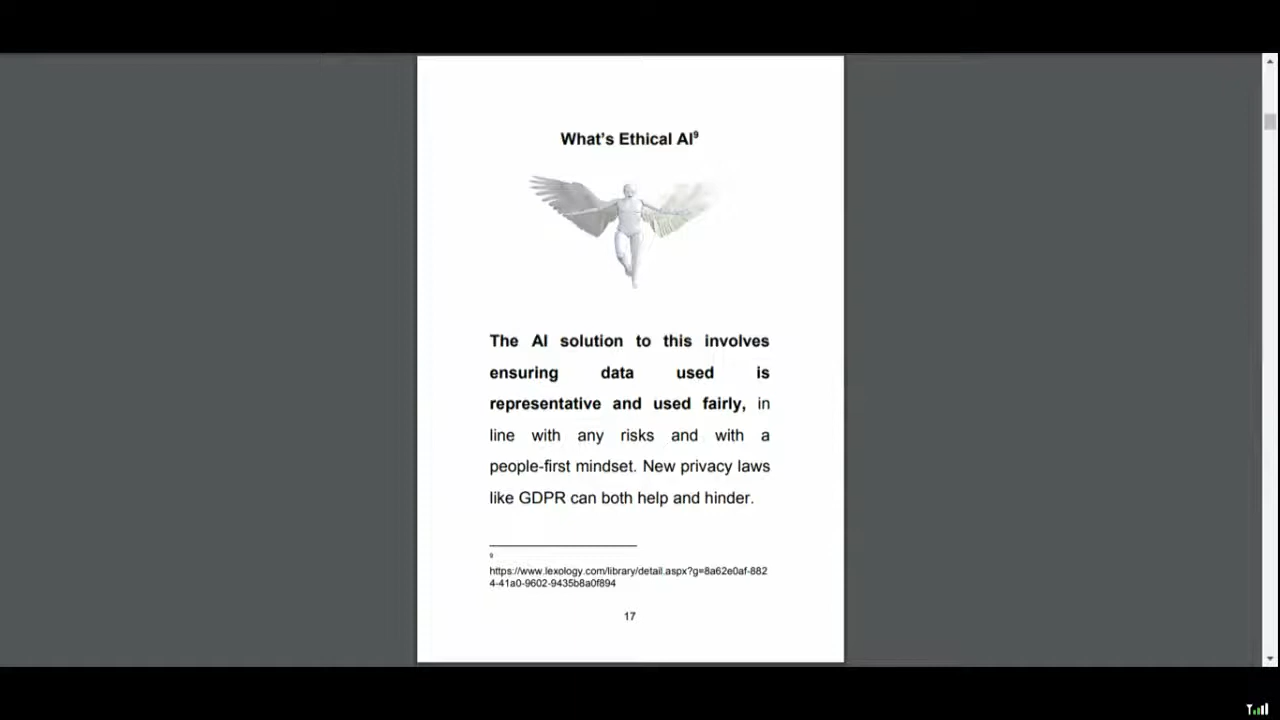 What's Ethical AI⁹
The AI solution to this involves
ensuring data used is
representative and used fairly, in
line with any risks and with a
people-first mindset. New privacy laws
like GDPR can both help and hinder.
9
https://www.lexology.com/library/detail.aspx?g=8a62e0af-882
4-41a0-9602-9435b8a0f894
17